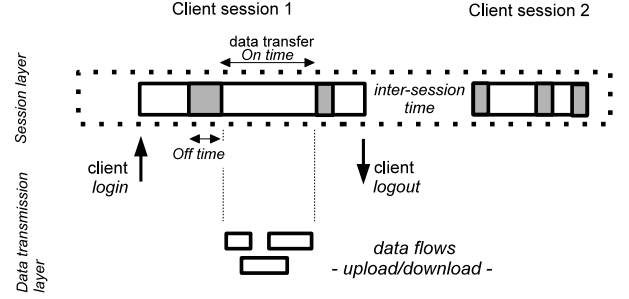 Client session 1
Client session 2
data transfer
On time
Session layer
inter-session
time
Off time
client
login
client
logout
Data transmission
layer
data flows
- upload/download -